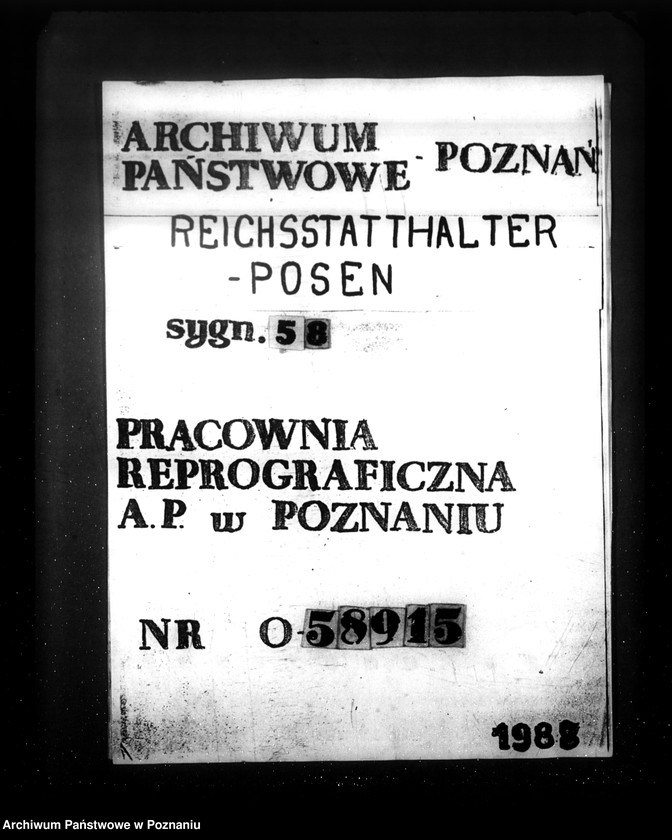 ARCHIWUM
PAŃSTWOWE - POZNAŃ
REICHSSTATTHALTER
-POSEN
sygn. 58
PRACOWNIA
REPROGRAFICZNA
A.P. w POZNANIU
NR O-58915
1988
Archiwum Państwowe w Poznaniu